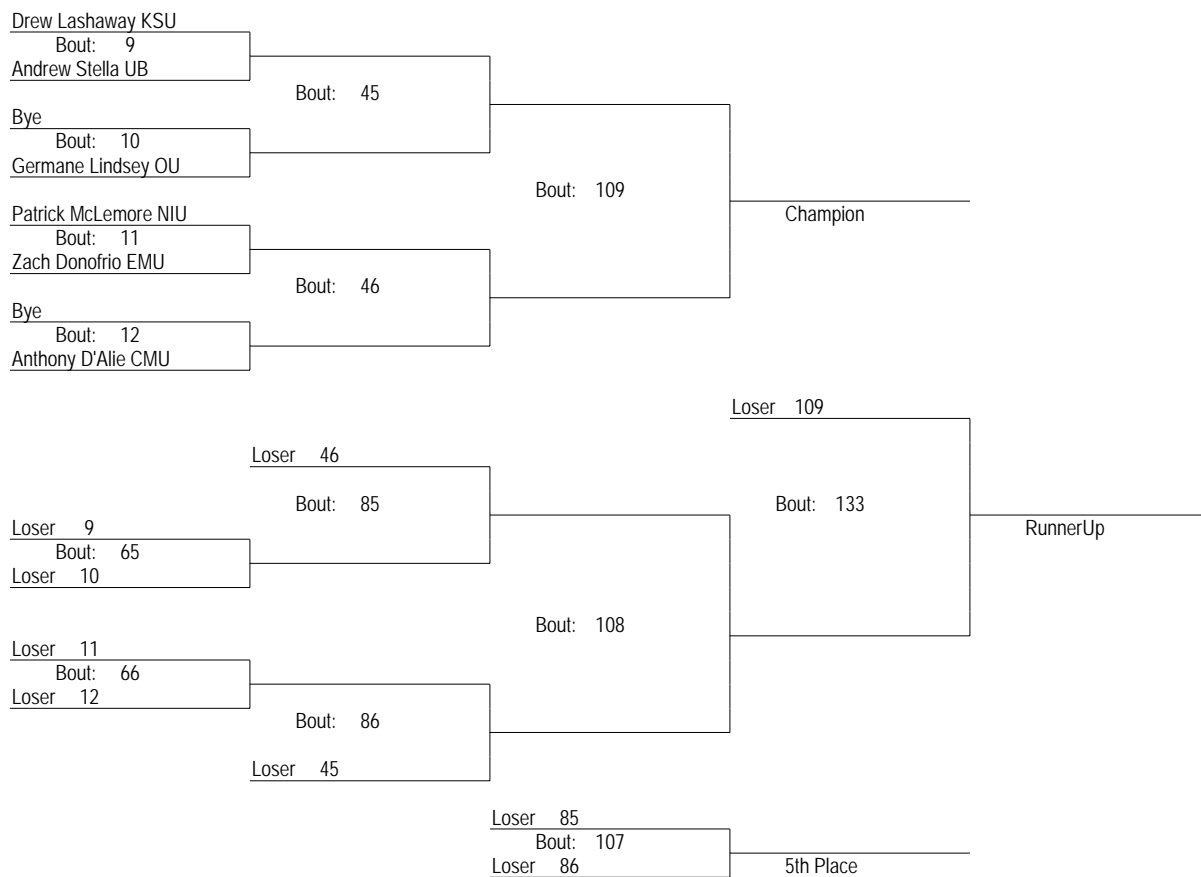 Drew Lashaway KSU
Bout: 9
Andrew Stella UB
Bout: 45
Bye
Bout: 10
Germane Lindsey OU
Bout: 109
Patrick McLemore NIU
Champion
Bout: 11
Zach Donofrio EMU
Bout: 46
Bye
Bout: 12
Anthony D'Alie CMU
Loser 109
Loser 46
Bout: 85
Bout: 133
Loser 9
RunnerUp
Bout: 65
Loser 10
Bout: 108
Loser 11
Bout: 66
Loser 12
Bout: 86
Loser 45
Loser 85
Bout: 107
Loser 86
5th Place